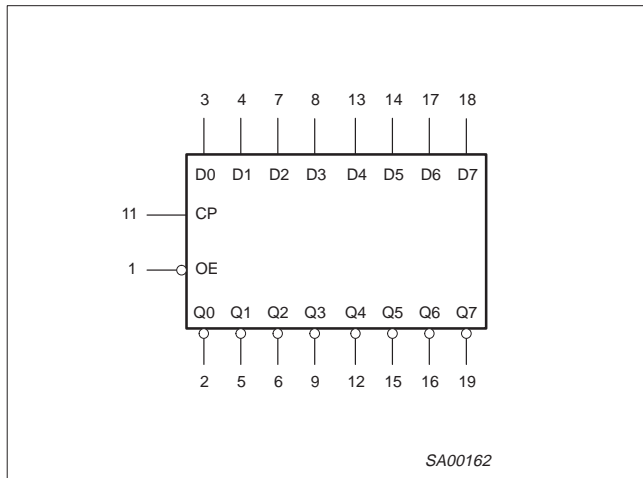 3 4 7 8 13 14 17 18
D0 D1 D2 D3 D4 D5 D6 D7
11 CP
1 OE
Q0 Q1 Q2 Q3 Q4 Q5 Q6 Q7
2 5 6 9 12 15 16 19
SA00162